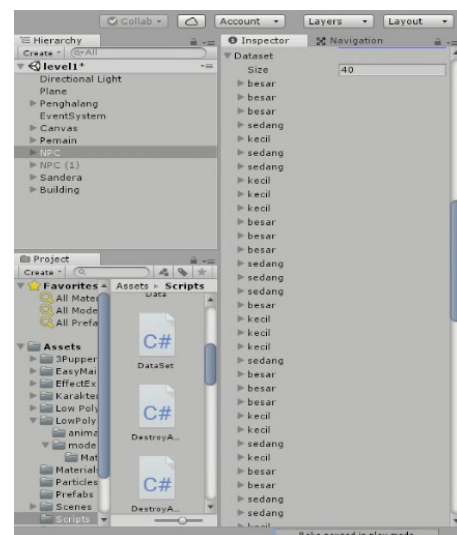 Collab
Account
Layers
Layout
Hierarchy
Create
All
level1*
Directional Light
Plane
Penghalang
EventSystem
Canvas
Pemain
NPC
NPC (1)
Sandera
Building
Project
Create
Favorites
All Mater
All Mode
All Prefa
Assets
3Pupper
EasyMai
EffectEx
Karakter
Low Poly
LowPoly
anima
mode
Mat
Material
Particles
Prefabs
Scenes
Scripts
Assets Scripts
Data
C#
DataSet
C#
DestroyA..
C#
DestroyA..
Inspector
Navigation
Dataset
Size 40
besar
besar
besar
sedang
kecil
sedang
sedang
kecil
kecil
kecil
besar
besar
besar
sedang
sedang
sedang
besar
kecil
kecil
kecil
sedang
besar
besar
besar
kecil
kecil
sedang
kecil
besar
besar
sedang
sedang